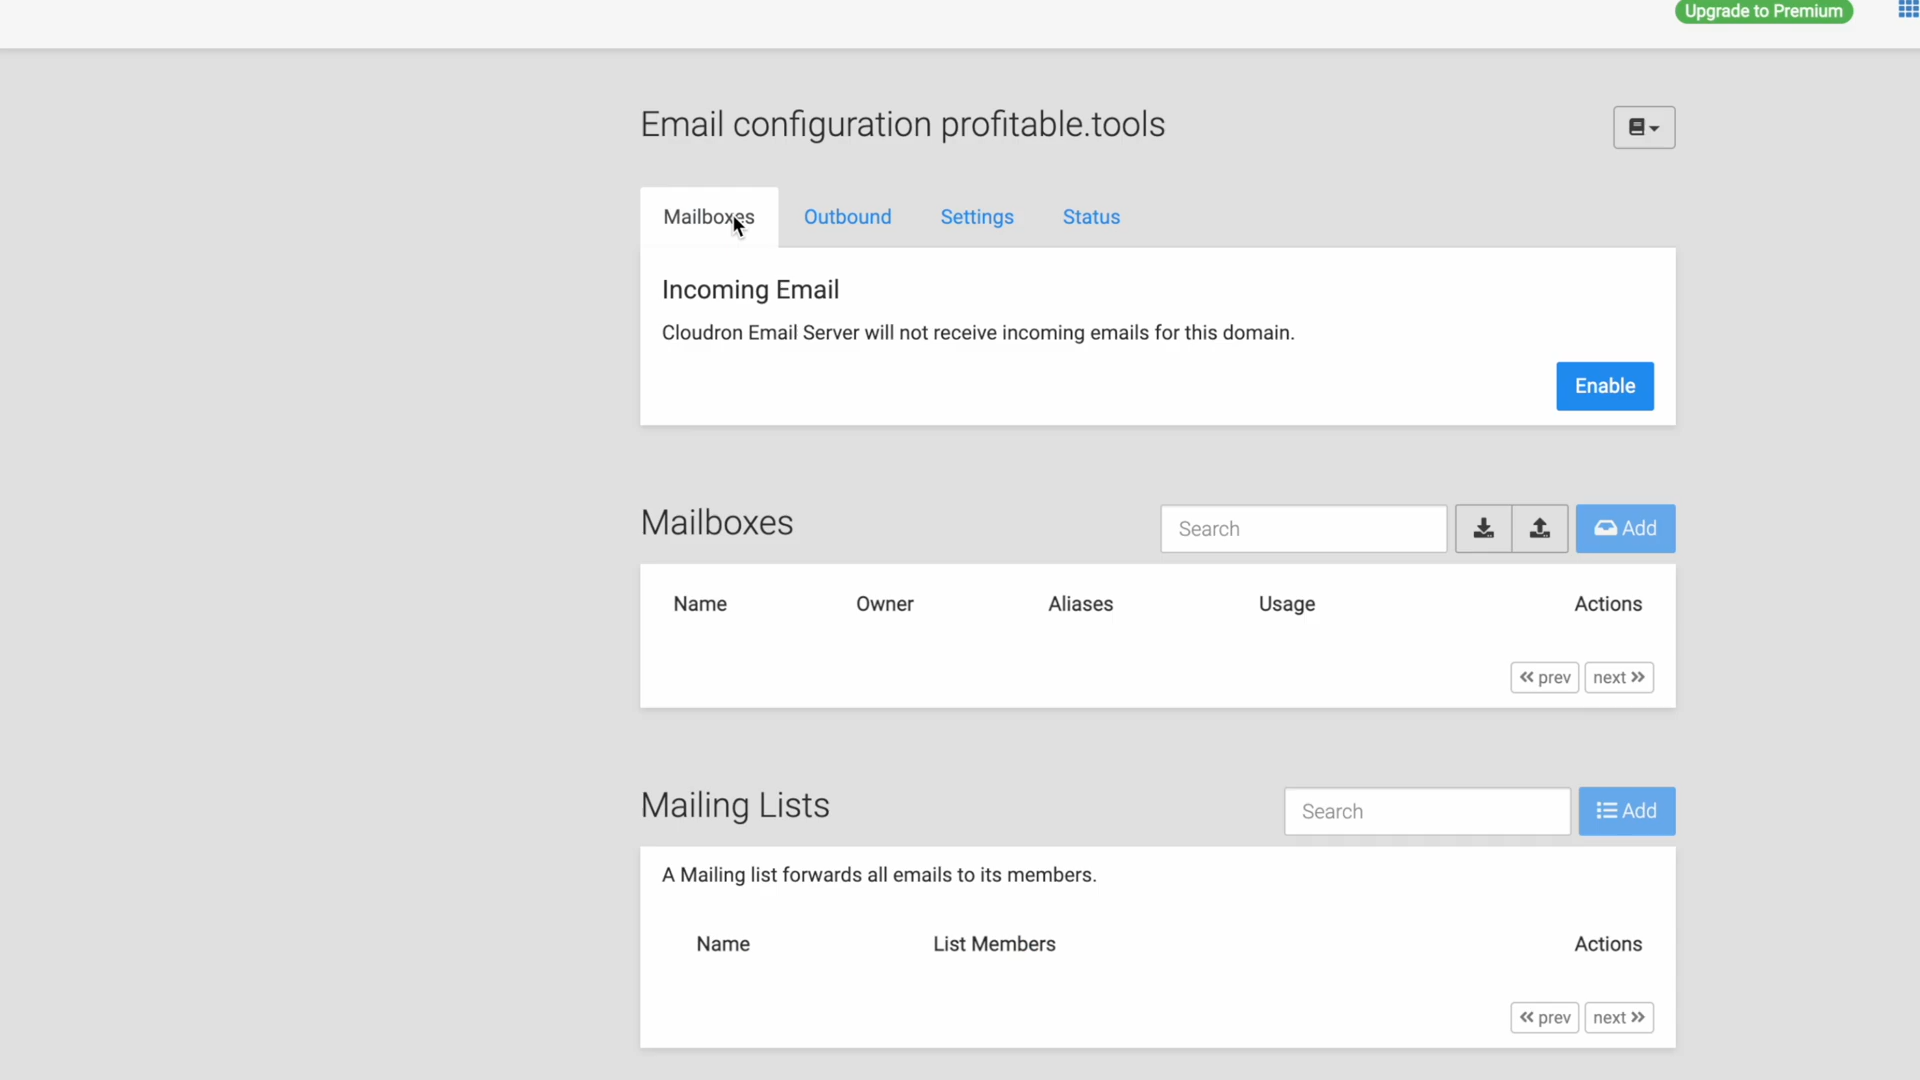 Upgrade to Premium
Email configuration profitable.tools
Mailboxes Outbound Settings Status
Incoming Email
Cloudron Email Server will not receive incoming emails for this domain.
Enable
Mailboxes Search Add
Name Owner Aliases Usage Actions
prev next
Mailing Lists Search Add
A Mailing list forwards all emails to its members.
Name List Members Actions
prev next